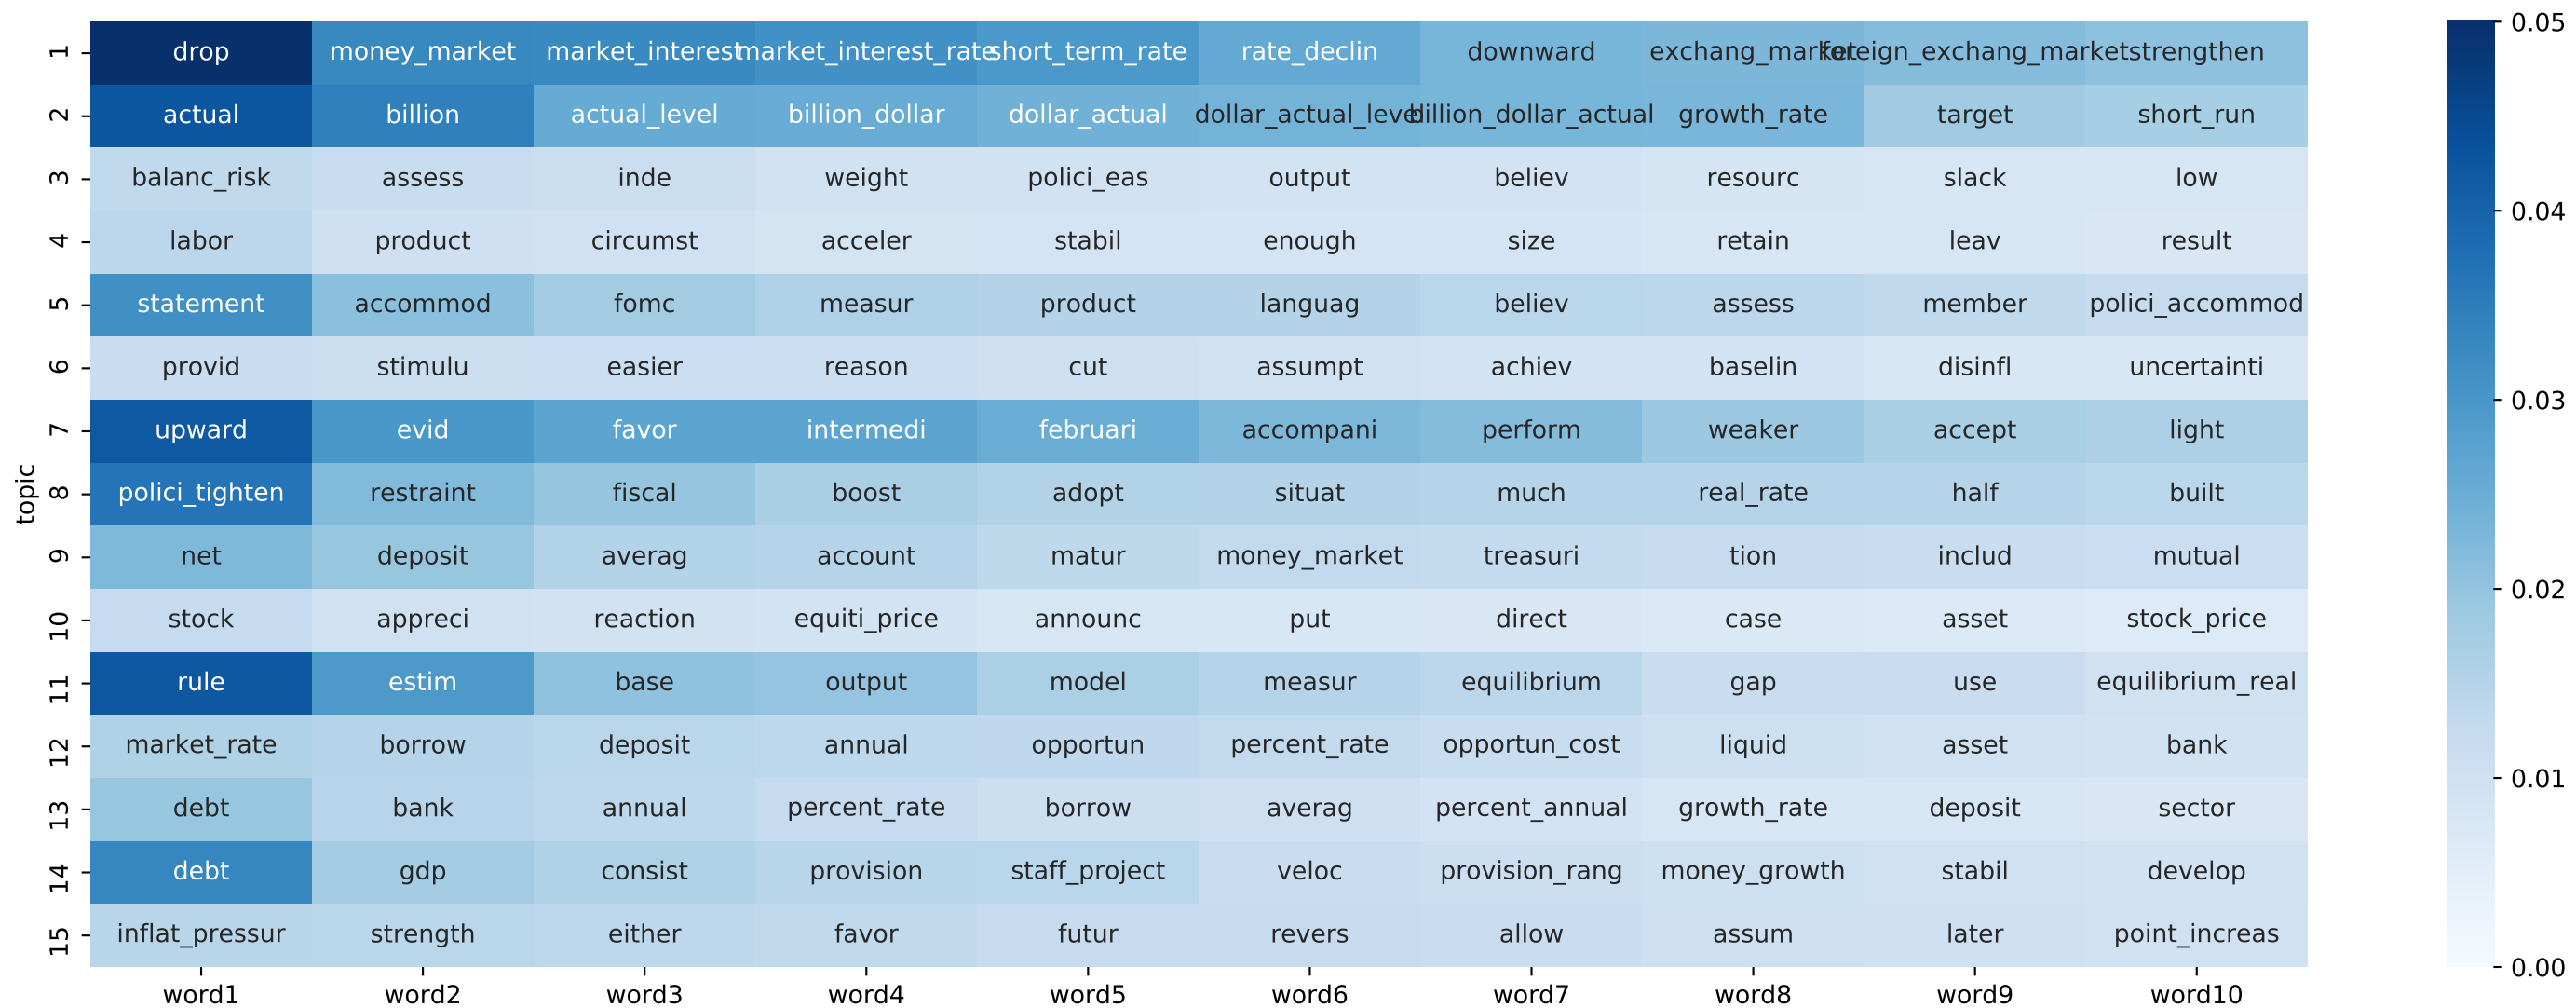 1 drop money_market market_interest market_interest_rate short_term_rate rate_declin downward exchang_market foreign_exchang_market strengthen
2 actual billion actual_level billion_dollar dollar_actual dollar_actual_level billion_dollar_actual growth_rate target short_run
3 balanc_risk assess inde weight polici_eas output believ resourc slack low
4 labor product circumst acceler stabil enough size retain leav result
5 statement accommod fomc measur product languag believ assess member polici_accommod
6 provid stimulu easier reason cut assumpt achiev baselin disinfl uncertainti
7 upward evid favor intermedi februari accompani perform weaker accept light
8 polici_tighten restraint fiscal boost adopt situat much real_rate half built
9 net deposit averag account matur money_market treasuri tion includ mutual
10 stock appreci reaction equiti_price announc put direct case asset stock_price
11 rule estim base output model measur equilibrium gap use equilibrium_real
12 market_rate borrow deposit annual opportun percent_rate opportun_cost liquid asset bank
13 debt bank annual percent_rate borrow averag percent_annual growth_rate deposit sector
14 debt gdp consist provision staff_project veloc provision_rang money_growth stabil develop
15 inflat_pressur strength either favor futur revers allow assum later point_increas
word1 word2 word3 word4 word5 word6 word7 word8 word9 word10
topic
0.05
0.04
0.03
0.02
0.01
0.00